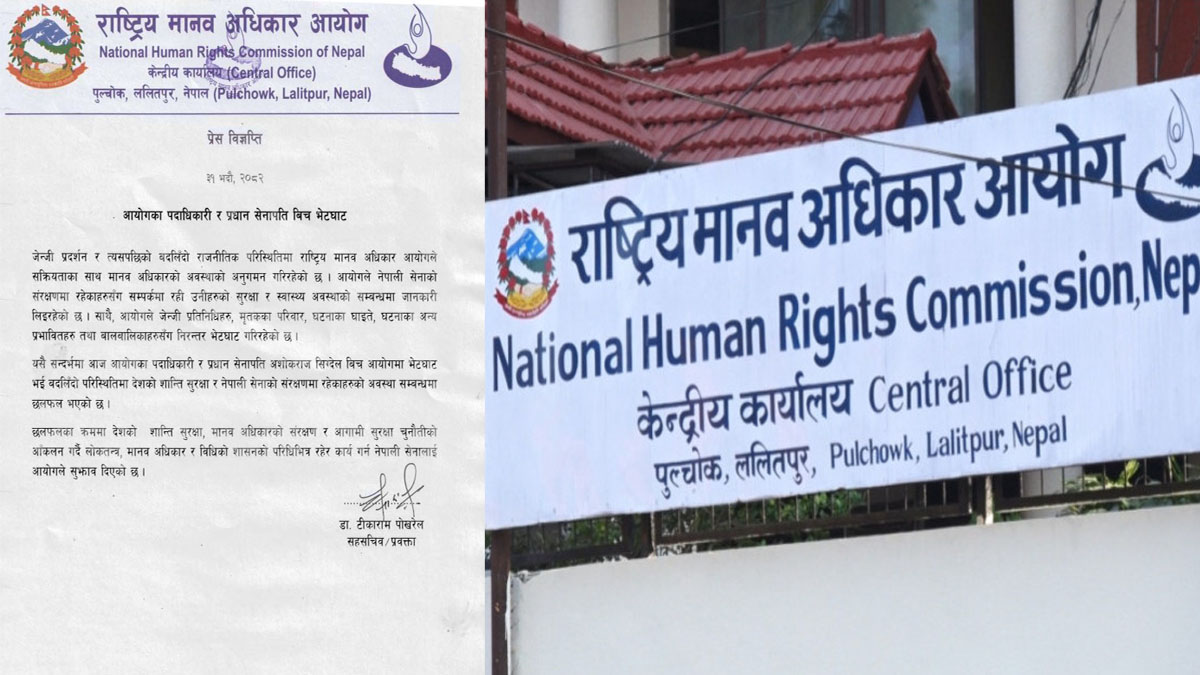 राष्ट्रिय मानव अधिकार आयोग
National Human Rights Commission of Nepal
केन्द्रीय कार्यालय (Central Office)
पुल्चोक, ललितपुर, नेपाल (Pulchowk, Lalitpur, Nepal)
प्रेस विज्ञप्ति
३१ भदौ, २०८२
आयोगका पदाधिकारी र प्रधान सेनापति बिच भेटघाट
जेन्जी प्रदर्शन र त्यसपछिको बदलिँदो राजनीतिक परिस्थितिमा राष्ट्रिय मानव अधिकार आयोगले
सक्रियताका साथ मानव अधिकारको अवस्थाको अनुगमन गरिरहेको छ । आयोगले नेपाली सेनाको
संरक्षणमा रहेकाहरुसँग सम्पर्कमा रही उनीहरुको सुरक्षा र स्वास्थ्य अवस्थाको सम्बन्धमा जानकारी
लिइरहेको छ । साथै, आयोगले जेन्जी प्रतिनिधिहरु, मृतकका परिवार, घटनाका घाइते, घटनाका अन्य
प्रभावितहरु तथा बालबालिकाहरुसँग निरन्तर भेटघाट गरिरहेको छ ।
यसै सन्दर्भमा आज आयोगका पदाधिकारी र प्रधान सेनापति अशोकराज सिग्देल बिच आयोगमा भेटघाट
भई बदलिँदो परिस्थितिमा देशको शान्ति सुरक्षा र नेपाली सेनाको संरक्षणमा रहेकाहरुको अवस्था सम्बन्धमा
छलफल भएको छ ।
छलफलका क्रममा देशको शान्ति सुरक्षा, मानव अधिकारको संरक्षण र आगामी सुरक्षा चुनौतीको
आँकलन गर्दै लोकतन्त्र, मानव अधिकार र विधिको शासनको परिधिभित्र रहेर कार्य गर्न नेपाली सेनालाई
आयोगले सुझाव दिएको छ ।
डा. टीकाराम पोखरेल
सहसचिव/प्रवक्ता
राष्ट्रिय मानव अधिकार आयोग
National Human Rights Commission, Nep
केन्द्रीय कार्यालय Central Office
पुल्चोक, ललितपुर, Pulchowk, Lalitpur, Nepal